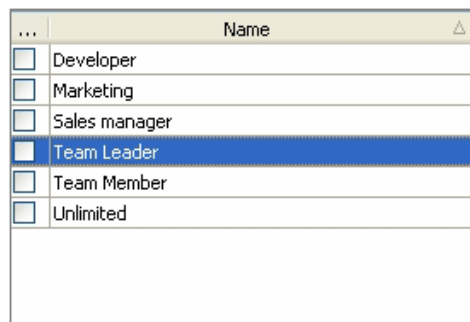 ... Name
Developer
Marketing
Sales manager
Team Leader
Team Member
Unlimited